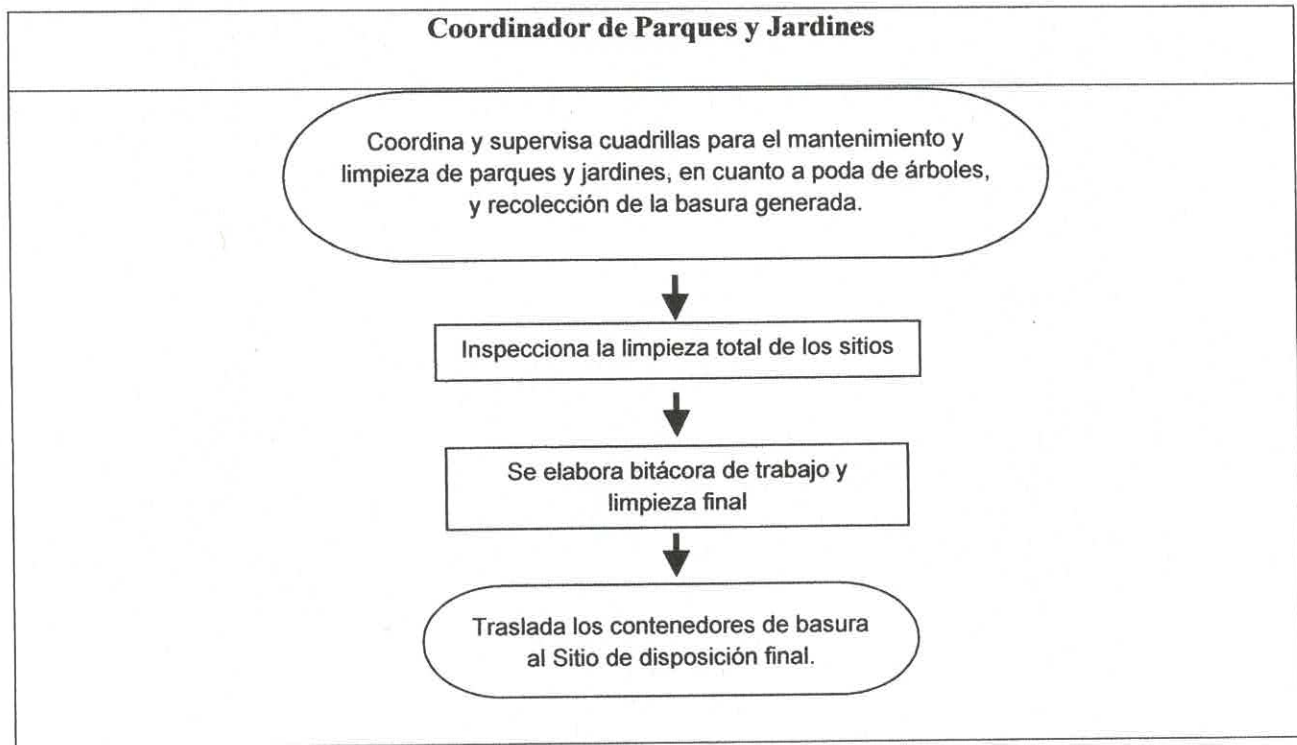 Coordinador de Parques y Jardines
Coordina y supervisa cuadrillas para el mantenimiento y
limpieza de parques y jardines, en cuanto a poda de árboles,
y recolección de la basura generada.
Inspecciona la limpieza total de los sitios
Se elabora bitácora de trabajo y
limpieza final
Traslada los contenedores de basura
al Sitio de disposición final.